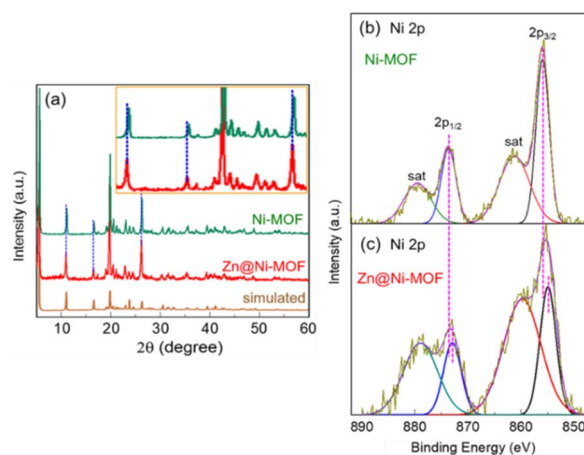 (a)
Ni-MOF
Zn@Ni-MOF
simulated
Intensity (a.u.)
10 20 30 40 50 60
2θ (degree)
(b) Ni 2p
Ni-MOF
2p3/2
2p1/2
sat
sat
(c) Ni 2p
Zn@Ni-MOF
Intensity (a.u.)
890 880 870 860 850
Binding Energy (eV)